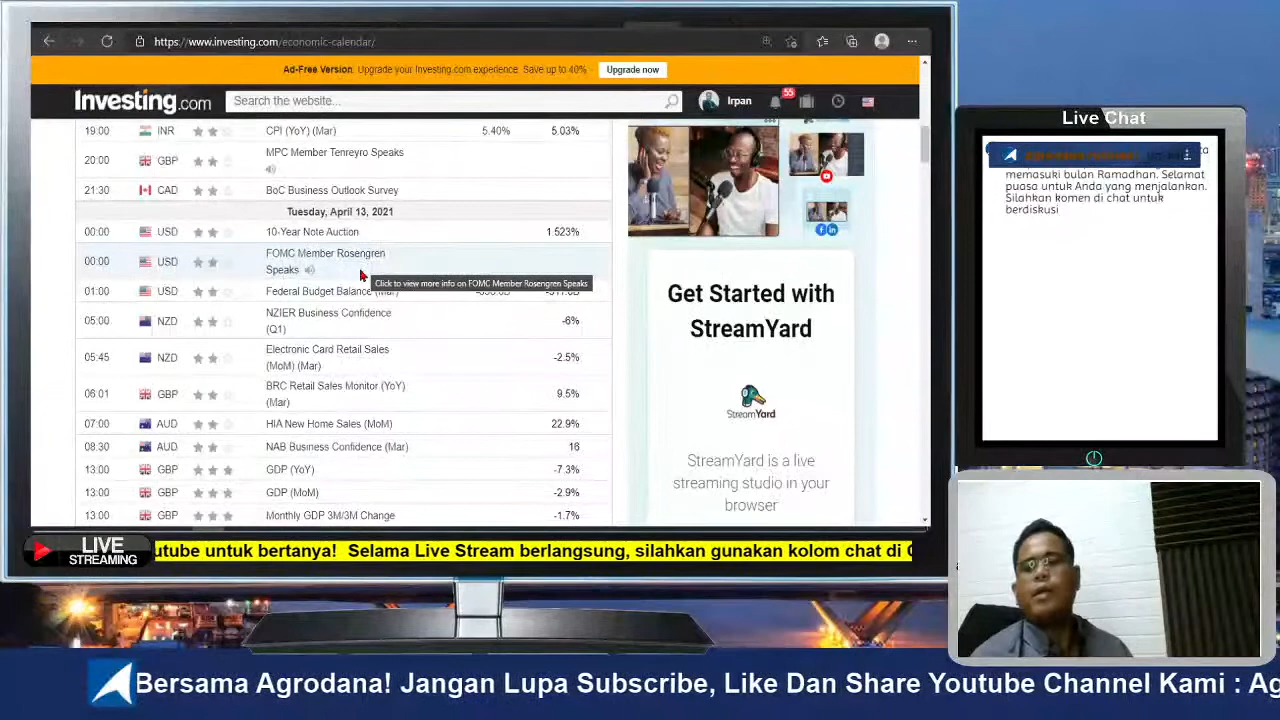 https://www.investing.com/economic-calendar/
Ad-Free Version: Upgrade your Investing.com experience. Save up to 40%
Upgrade now
Investing.com
Search the website...
Irpan
55
19:00 INR CPI (YoY) (Mar) 5.40% 5.03%
20:00 GBP MPC Member Tenreyro Speaks
21:30 CAD BoC Business Outlook Survey
Tuesday, April 13, 2021
00:00 USD 10-Year Note Auction 1.523%
00:00 USD FOMC Member Rosengren
Speaks
Click to view more info on FOMC Member Rosengren Speaks
01:00 USD Federal Budget Balance
05:00 NZD NZIER Business Confidence
(Q1) -6%
05:45 NZD Electronic Card Retail Sales
(MoM) (Mar) -2.5%
06:01 GBP BRC Retail Sales Monitor (YoY)
(Mar) 9.5%
07:00 AUD HIA New Home Sales (MoM) 22.9%
08:30 AUD NAB Business Confidence (Mar) 16
13:00 GBP GDP (YoY) -7.3%
13:00 GBP GDP (MoM) -2.9%
13:00 GBP Monthly GDP 3M/3M Change -1.7%
Get Started with
StreamYard
StreamYard
StreamYard is a live
streaming studio in your
browser
Live Chat
memasuki bulan Ramadhan. Selamat
puasa untuk Anda yang menjalankan.
Silahkan komen di chat untuk
berdiskusi
LIVE
STREAMING
utube untuk bertanya! Selama Live Stream berlangsung, silahkan gunakan kolom chat di
Bersama Agrodana! Jangan Lupa Subscribe, Like Dan Share Youtube Channel Kami : Ag